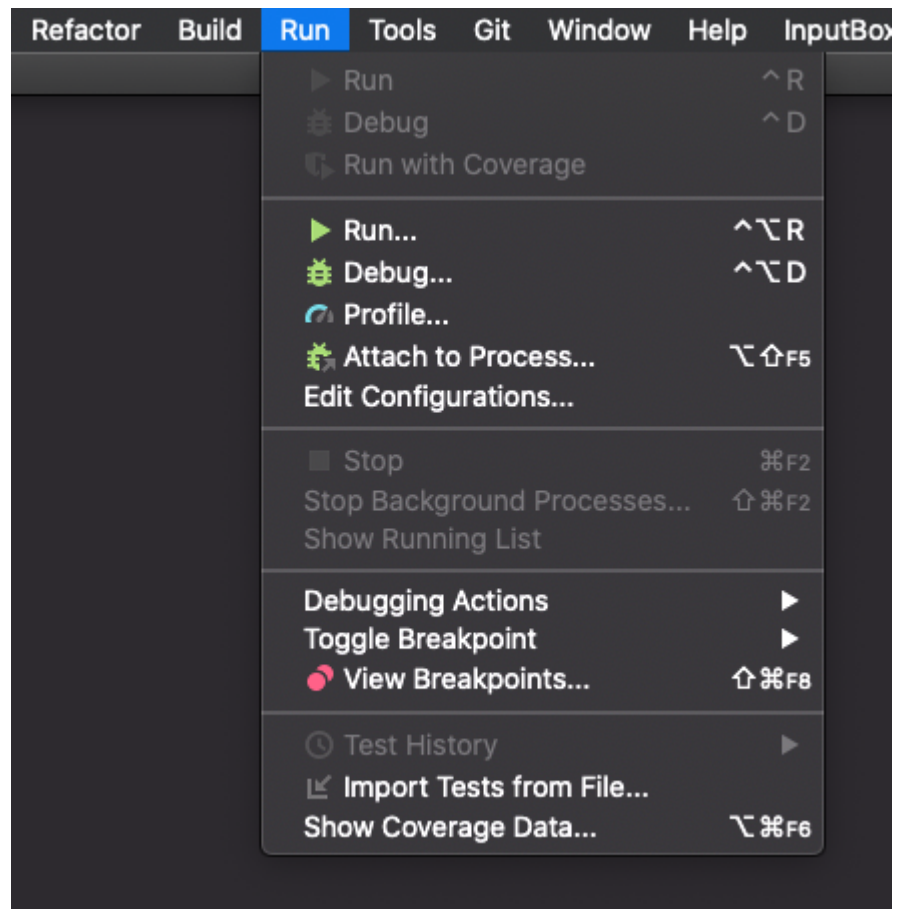 Refactor Build Run Tools Git Window Help InputBox
Run ^R
Debug ^D
Run with Coverage
Run... ^⌥R
Debug... ^⌥D
Profile...
Attach to Process... ⌥⇧F5
Edit Configurations...
Stop ⌘F2
Stop Background Processes... ⇧⌘F2
Show Running List
Debugging Actions ▶
Toggle Breakpoint ▶
View Breakpoints... ⇧⌘F8
Test History ▶
Import Tests from File...
Show Coverage Data... ⌥⌘F6